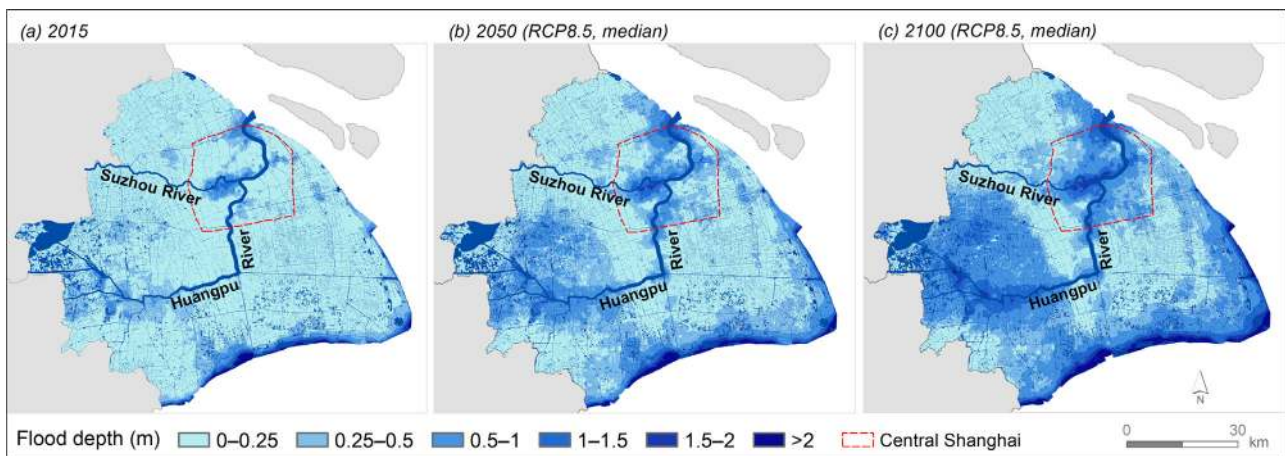 (a) 2015
(b) 2050 (RCP8.5, median)
(c) 2100 (RCP8.5, median)
Suzhou River
River
Huangpu
Suzhou River
River
Huangpu
Suzhou River
River
Huangpu
N
Flood depth (m)
0–0.25
0.25–0.5
0.5–1
1–1.5
1.5–2
>2
Central Shanghai
0
30
km